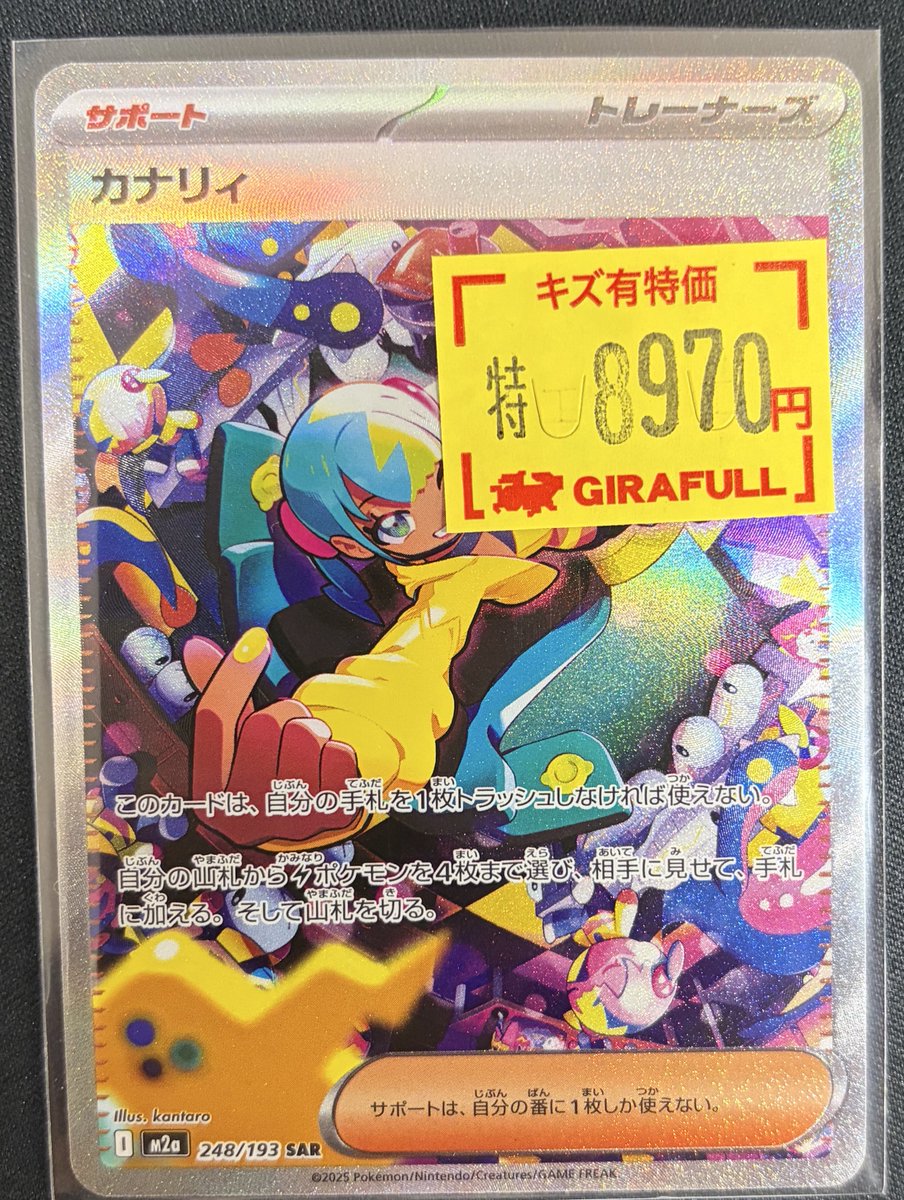 サポート
トレーナーズ
カナリィ
キズ有特価
特価 8970円
GIRAFULL
このカードは、自分の手札を1枚トラッシュしなければ使えない。
自分の山札からポケモンを4枚まで選び、相手に見せて、手札
に加える。そして山札を切る。
Illus. kantaro
サポートは、自分の番に1枚しか使えない。
I M2a 248/193 SAR
©2025 Pokémon/Nintendo/Creatures/GAME FREAK